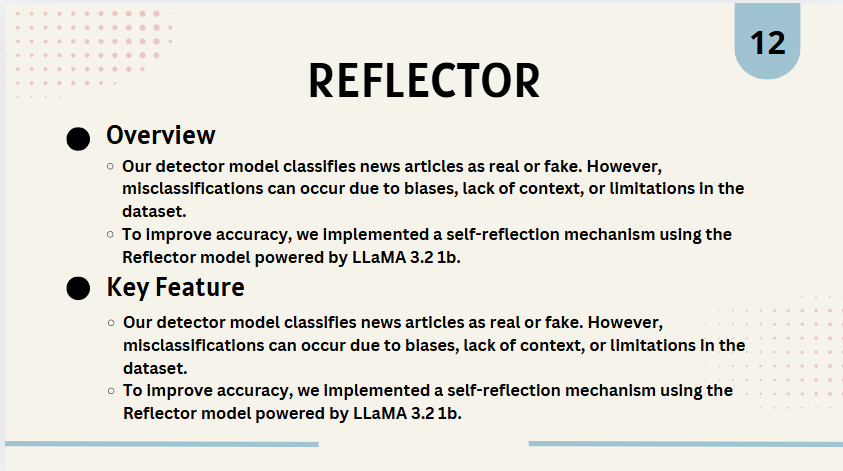 12
REFLECTOR
Overview
Our detector model classifies news articles as real or fake. However,
misclassifications can occur due to biases, lack of context, or limitations in the
dataset.
To improve accuracy, we implemented a self-reflection mechanism using the
Reflector model powered by LLaMA 3.2 1b.
Key Feature
Our detector model classifies news articles as real or fake. However,
misclassifications can occur due to biases, lack of context, or limitations in the
dataset.
To improve accuracy, we implemented a self-reflection mechanism using the
Reflector model powered by LLaMA 3.2 1b.